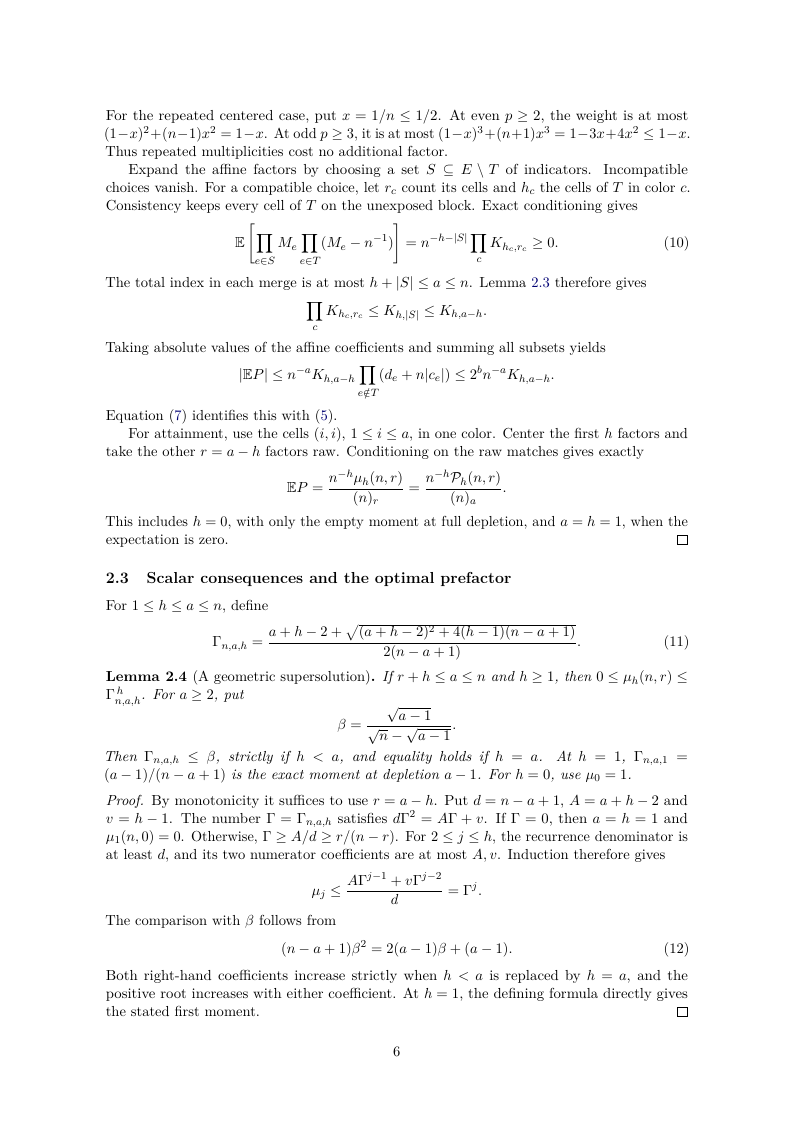 For the repeated centered case, put x = 1/n ≤ 1/2. At even p ≥ 2, the weight is at most
(1−x)²+(n−1)x² = 1−x. At odd p ≥ 3, it is at most (1−x)³+(n+1)x³ = 1−3x+4x² ≤ 1−x.
Thus repeated multiplicities cost no additional factor.
Expand the affine factors by choosing a set S ⊆ E \ T of indicators. Incompatible
choices vanish. For a compatible choice, let r_c count its cells and h_c the cells of T in color c.
Consistency keeps every cell of T on the unexposed block. Exact conditioning gives
𝔼[∏_{e∈S} M_e ∏_{e∈T} (M_e − n^{−1})] = n^{−h−|S|} ∏_c K_{h_c,r_c} ≥ 0. (10)
The total index in each merge is at most h + |S| ≤ a ≤ n. Lemma 2.3 therefore gives
∏_c K_{h_c,r_c} ≤ K_{h,|S|} ≤ K_{h,a−h}.
Taking absolute values of the affine coefficients and summing all subsets yields
|𝔼P| ≤ n^{−a}K_{h,a−h} ∏_{e∉T} (d_e + n|c_e|) ≤ 2^b n^{−a}K_{h,a−h}.
Equation (7) identifies this with (5).
For attainment, use the cells (i, i), 1 ≤ i ≤ a, in one color. Center the first h factors and
take the other r = a − h factors raw. Conditioning on the raw matches gives exactly
𝔼P = n^{−h}μ_h(n, r)/(n)_r = n^{−h}𝒫_h(n, r)/(n)_a.
This includes h = 0, with only the empty moment at full depletion, and a = h = 1, when the
expectation is zero. □
2.3 Scalar consequences and the optimal prefactor
For 1 ≤ h ≤ a ≤ n, define
Γ_{n,a,h} = (a + h − 2 + √((a + h − 2)² + 4(h − 1)(n − a + 1)))/(2(n − a + 1)). (11)
Lemma 2.4 (A geometric supersolution). If r + h ≤ a ≤ n and h ≥ 1, then 0 ≤ μ_h(n, r) ≤
Γ^h_{n,a,h}. For a ≥ 2, put
β = √(a − 1)/(√n − √(a − 1)).
Then Γ_{n,a,h} ≤ β, strictly if h < a, and equality holds if h = a. At h = 1, Γ_{n,a,1} =
(a − 1)/(n − a + 1) is the exact moment at depletion a − 1. For h = 0, use μ_0 = 1.
Proof. By monotonicity it suffices to use r = a − h. Put d = n − a + 1, A = a + h − 2 and
v = h − 1. The number Γ = Γ_{n,a,h} satisfies dΓ² = AΓ + v. If Γ = 0, then a = h = 1 and
μ_1(n, 0) = 0. Otherwise, Γ ≥ A/d ≥ r/(n − r). For 2 ≤ j ≤ h, the recurrence denominator is
at least d, and its two numerator coefficients are at most A, v. Induction therefore gives
μ_j ≤ (AΓ^{j−1} + vΓ^{j−2})/d = Γ^j.
The comparison with β follows from
(n − a + 1)β² = 2(a − 1)β + (a − 1). (12)
Both right-hand coefficients increase strictly when h < a is replaced by h = a, and the
positive root increases with either coefficient. At h = 1, the defining formula directly gives
the stated first moment. □
6